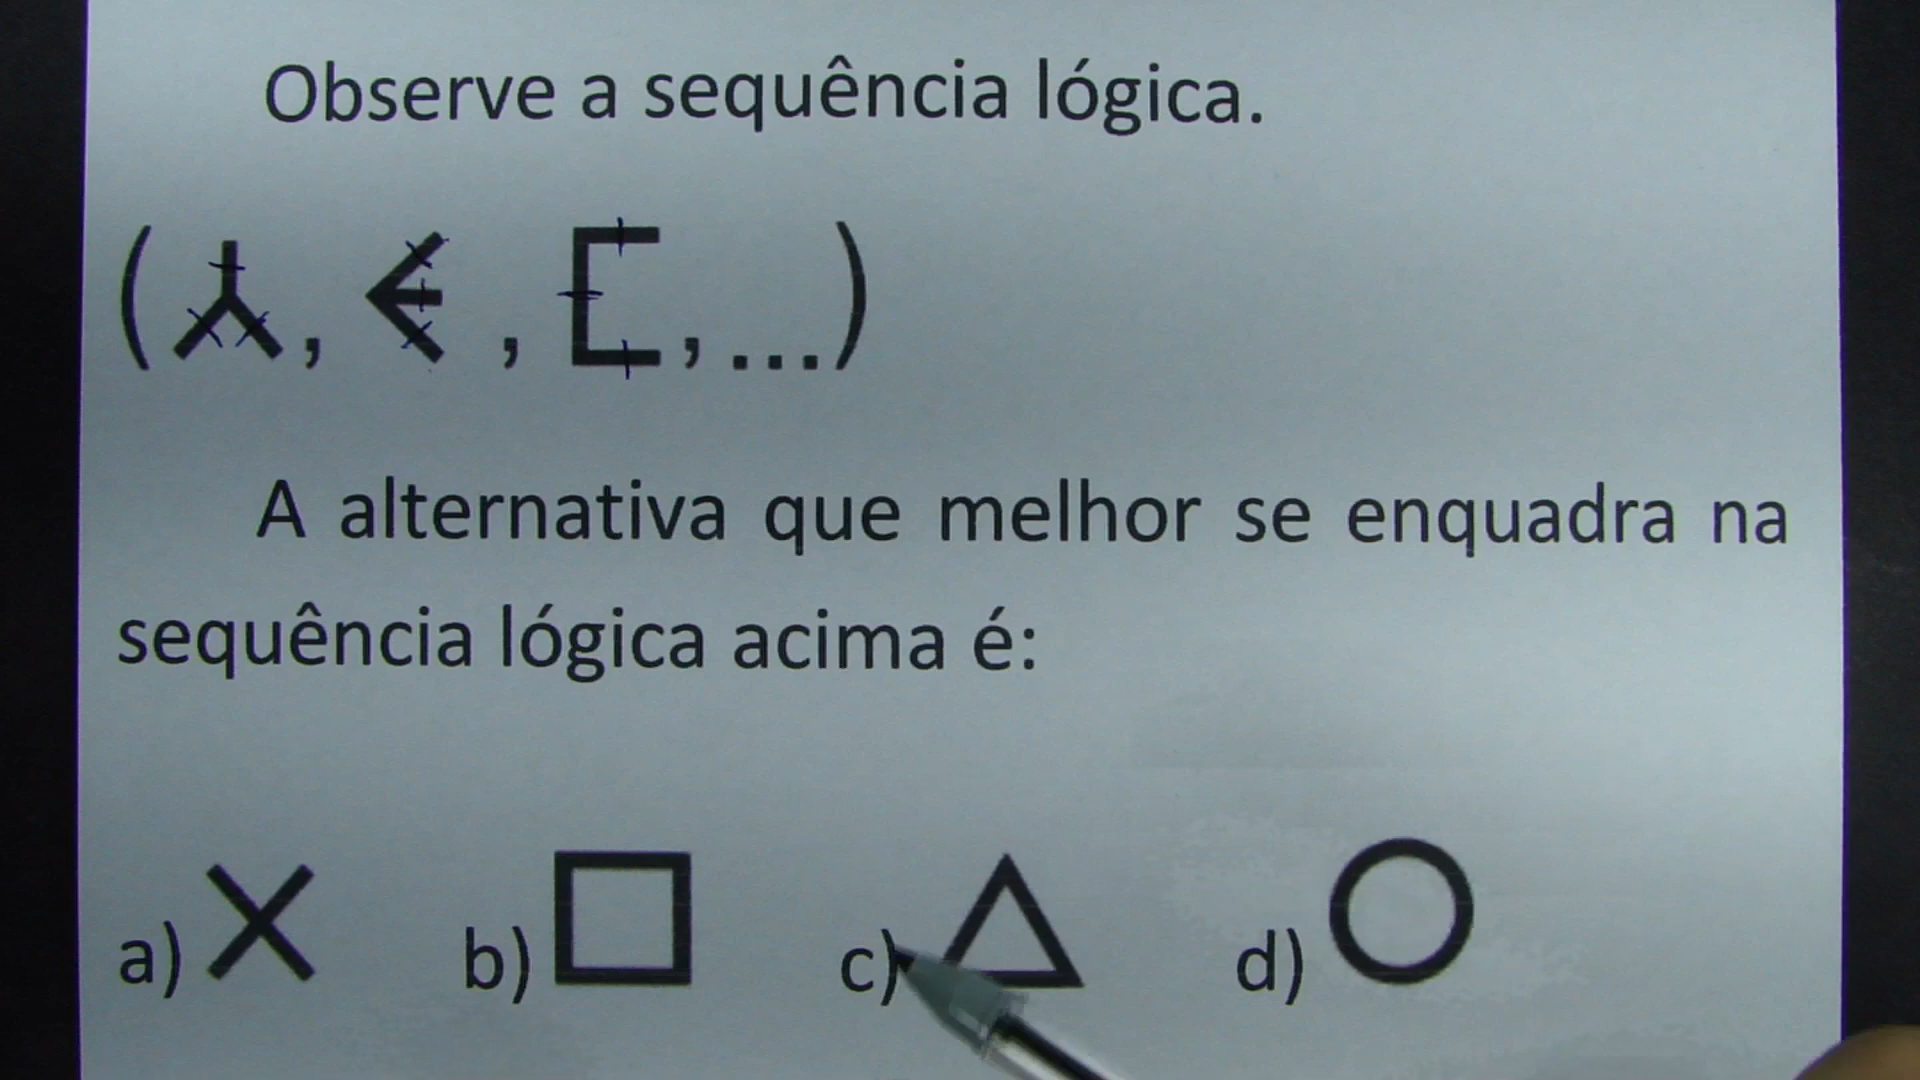 Observe a sequência lógica.
( , , , ...)
A alternativa que melhor se enquadra na
sequência lógica acima é:
a) b) c) d)